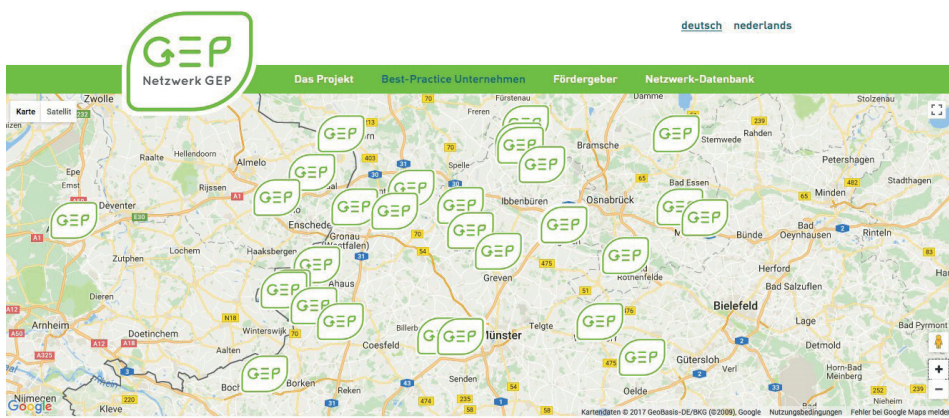 deutsch nederlands
GEP
Netzwerk GEP
Das Projekt Best-Practice Unternehmen Fördergeber Netzwerk-Datenbank
Karte Satellit
Zwolle
Fürstenau
Damme
Stolzenau
Freren
Bramsche
Stemwede
Rahden
Petershagen
Raalte
Hellendoorn
Almelo
Spelle
Epe
Emst
Rijssen
Ibbenbüren
Osnabrück
Bad Essen
Minden
Stadthagen
Deventer
Enschede
Gronau
(Westfalen)
Bünde
Bad
Oeynhausen
Rinteln
Zutphen
Lochem
Haaksbergen
Ahaus
Greven
Herford
Bad Salzuflen
Dieren
Bielefeld
Lage
Bad Pyrmont
Arnheim
Doetinchem
Winterswijk
Coesfeld
Münster
Telgte
Detmold
Aalten
Gütersloh
Verl
Horn-Bad
Meinberg
Borken
Reken
Senden
Oelde
Nieheim
Nijmegen
Kleve
Google
Kartendaten © 2017 GeoBasis-DE/BKG (©2009), Google Nutzungsbedingungen Fehler bei Google Maps melden